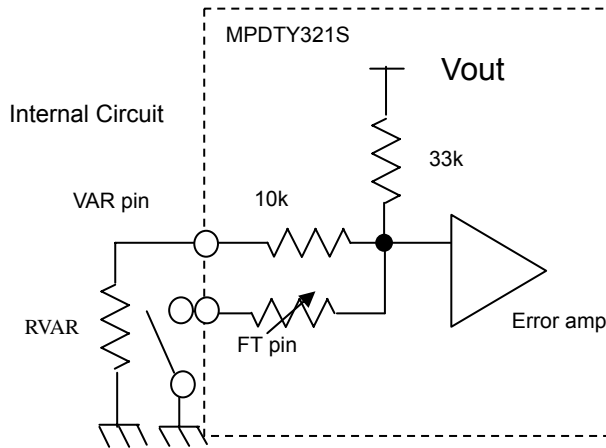 MPDTY321S
Vout
Internal Circuit
33k
VAR pin
10k
RVAR
FT pin
Error amp